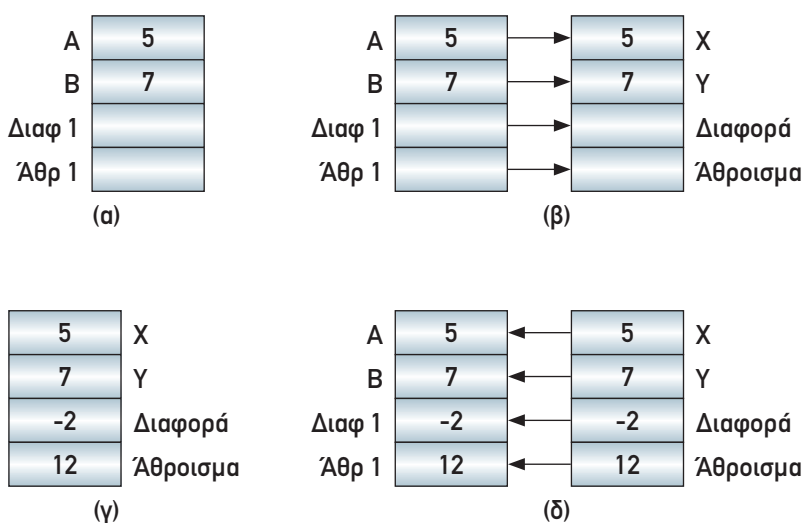 Α 5
Β 7
Διαφ 1
Άθρ 1
(α)
Α 5 5 Χ
Β 7 7 Υ
Διαφ 1 Διαφορά
Άθρ 1 Άθροισμα
(β)
5 Χ
7 Υ
-2 Διαφορά
12 Άθροισμα
(γ)
Α 5 5 Χ
Β 7 7 Υ
Διαφ 1 -2 -2 Διαφορά
Άθρ 1 12 12 Άθροισμα
(δ)